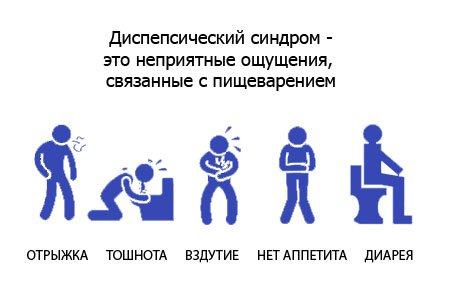 Диспепсический синдром -
это неприятные ощущения,
связанные с пищеварением
ОТРЫЖКА ТОШНОТА ВЗДУТИЕ НЕТ АППЕТИТА ДИАРЕЯ